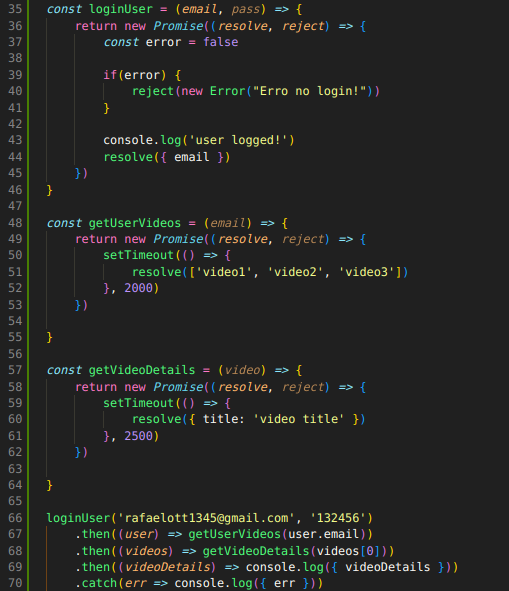 35 const loginUser = (email, pass) => {
36     return new Promise((resolve, reject) => {
37         const error = false
38
39         if(error) {
40             reject(new Error("Erro no login!"))
41         }
42
43         console.log('user logged!')
44         resolve({ email })
45     })
46 }
47
48 const getUserVideos = (email) => {
49     return new Promise((resolve, reject) => {
50         setTimeout(() => {
51             resolve(['video1', 'video2', 'video3'])
52         }, 2000)
53     })
54
55 }
56
57 const getVideoDetails = (video) => {
58     return new Promise((resolve, reject) => {
59         setTimeout(() => {
60             resolve({ title: 'video title' })
61         }, 2500)
62     })
63
64 }
65
66 loginUser('rafaelott1345@gmail.com', '132456')
67     .then((user) => getUserVideos(user.email))
68     .then((videos) => getVideoDetails(videos[0]))
69     .then((videoDetails) => console.log({ videoDetails }))
70     .catch(err => console.log({ err }))